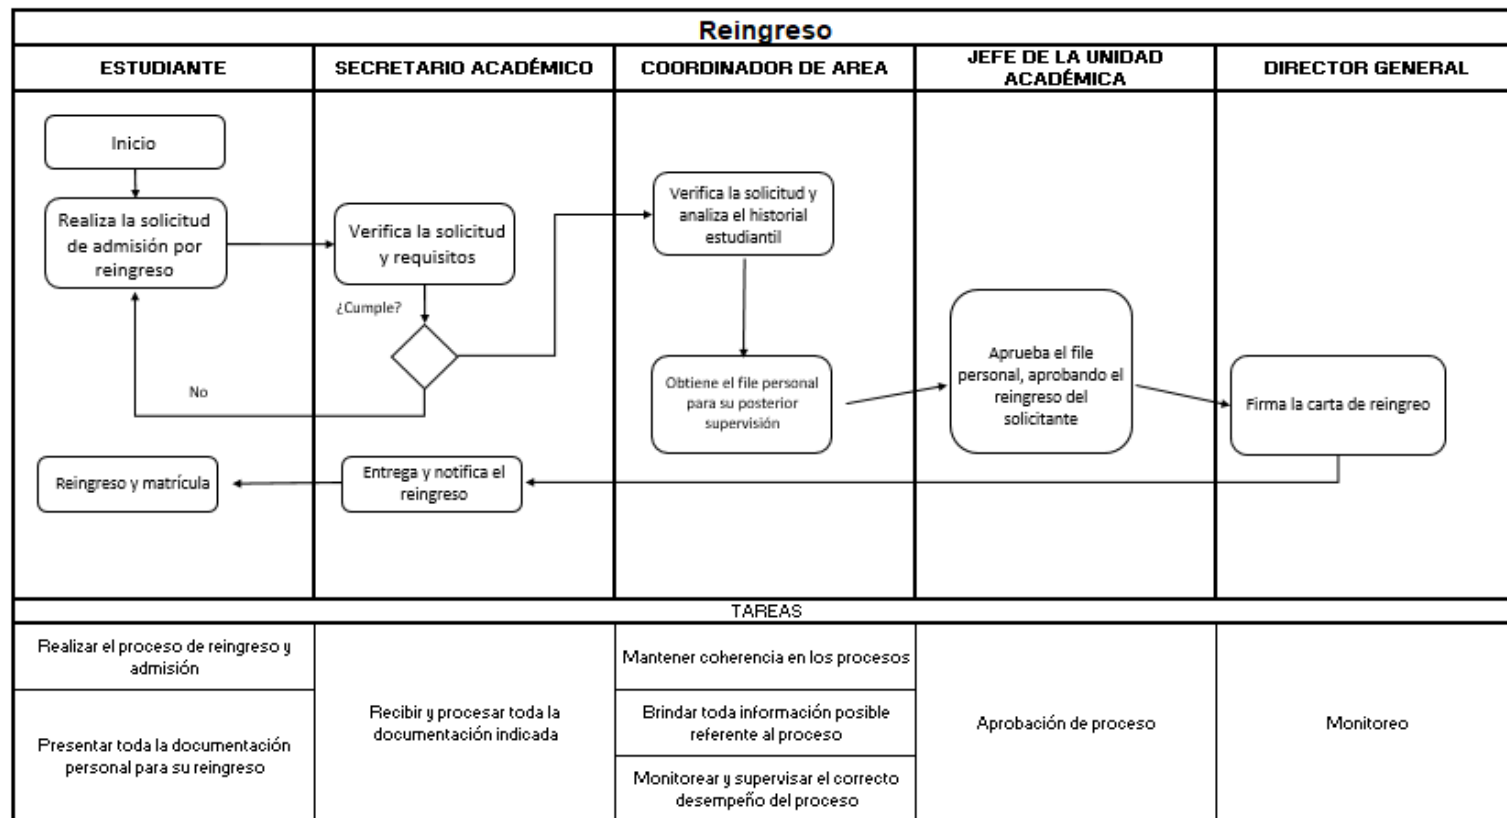 Reingreso
ESTUDIANTE
SECRETARIO ACADÉMICO
COORDINADOR DE AREA
JEFE DE LA UNIDAD
ACADÉMICA
DIRECTOR GENERAL
Inicio
Realiza la solicitud
de admisión por
reingreso
Verifica la solicitud
y requisitos
¿Cumple?
No
Verifica la solicitud y
analiza el historial
estudiantil
Obtiene el file personal
para su posterior
supervisión
Aprueba el file
personal, aprobando el
reingreso del
solicitante
Firma la carta de reingreo
Entrega y notifica el
reingreso
Reingreso y matrícula
TAREAS
Realizar el proceso de reingreso y
admisión
Presentar toda la documentación
personal para su reingreso
Recibir y procesar toda la
documentación indicada
Mantener coherencia en los procesos
Brindar toda información posible
referente al proceso
Monitorear y supervisar el correcto
desempeño del proceso
Aprobación de proceso
Monitoreo